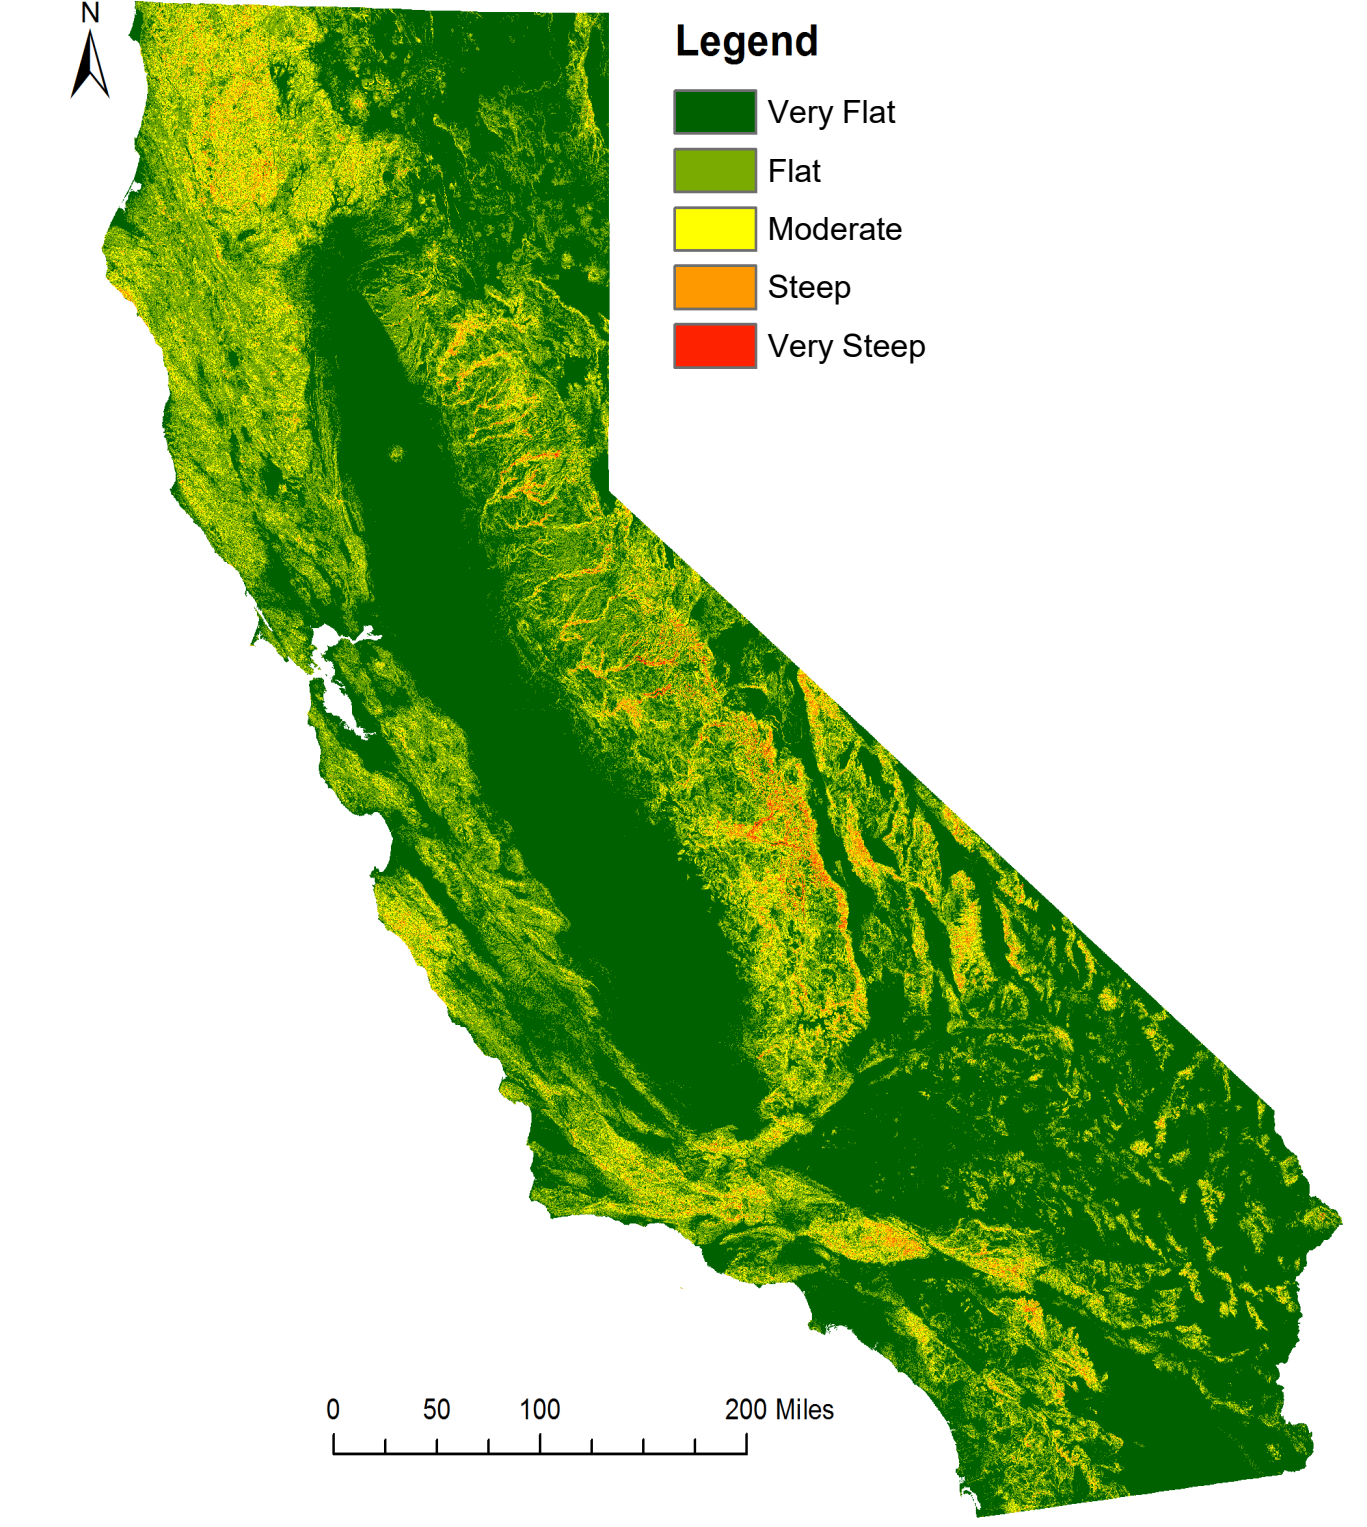 N
Legend
Very Flat
Flat
Moderate
Steep
Very Steep
0 50 100 200 Miles